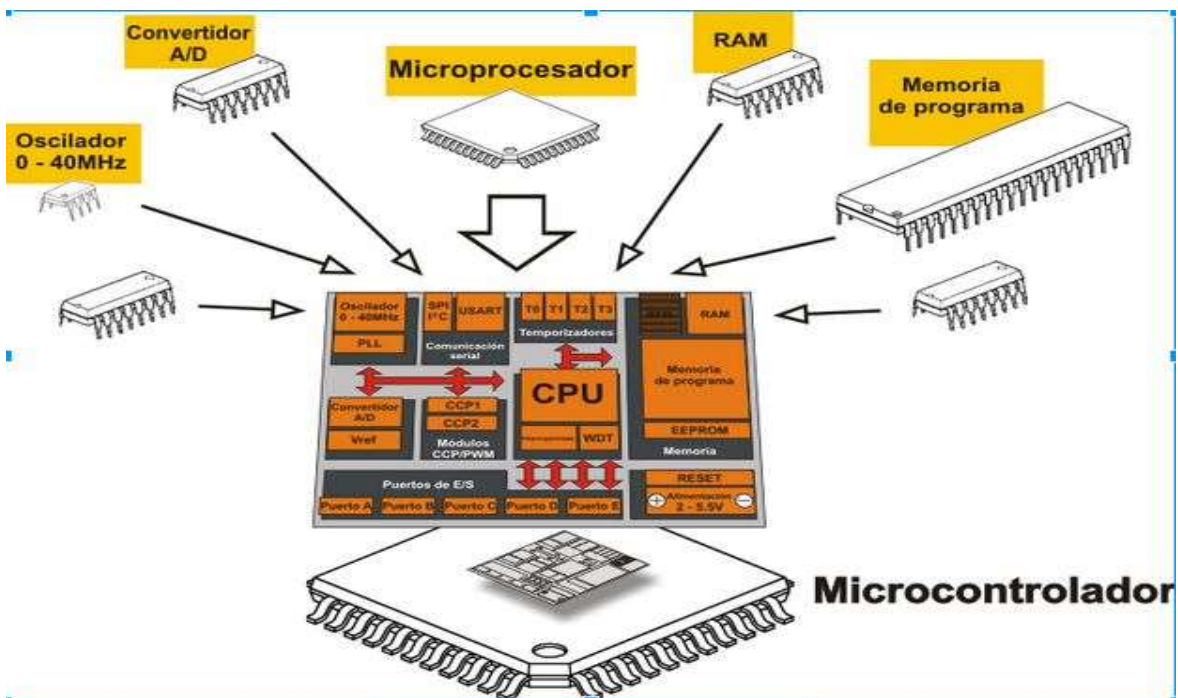 Convertidor
A/D
Microprocesador
RAM
Memoria
de programa
Oscilador
0 - 40MHz
Oscilador
0 - 40MHz
PLL
SPI
I²C
USART
Comunicación
serial
T0 T1 T2 T3
Temporizadores
RAM
Memoria
de programa
EEPROM
Memoria
Convertidor
A/D
Vref
CCP1
CCP2
Módulos
CCP/PWM
CPU
WDT
Puertos de E/S
Puerto A Puerto B Puerto C Puerto D Puerto E
RESET
Alimentación
2 - 5.5V
Microcontrolador